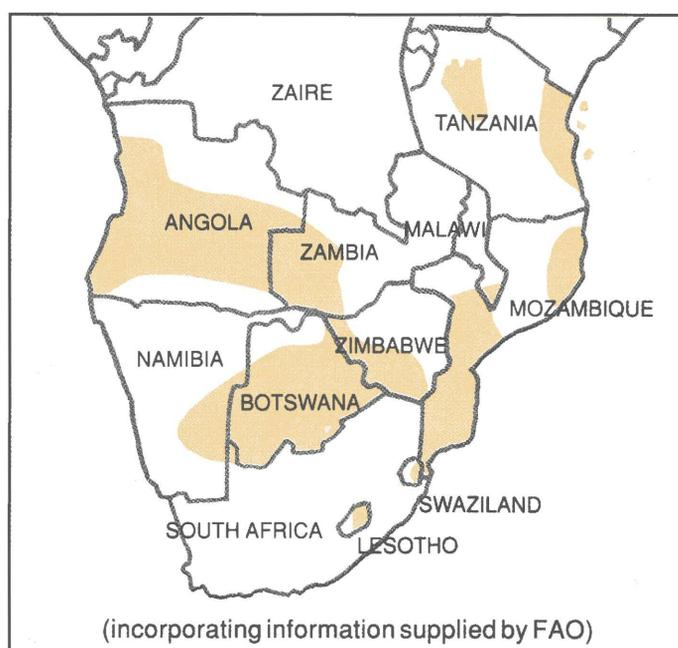 ZAIRE
TANZANIA
ANGOLA
MALAWI
ZAMBIA
MOZAMBIQUE
ZIMBABWE
NAMIBIA
BOTSWANA
SWAZILAND
SOUTH AFRICA
LESOTHO
(incorporating information supplied by FAO)